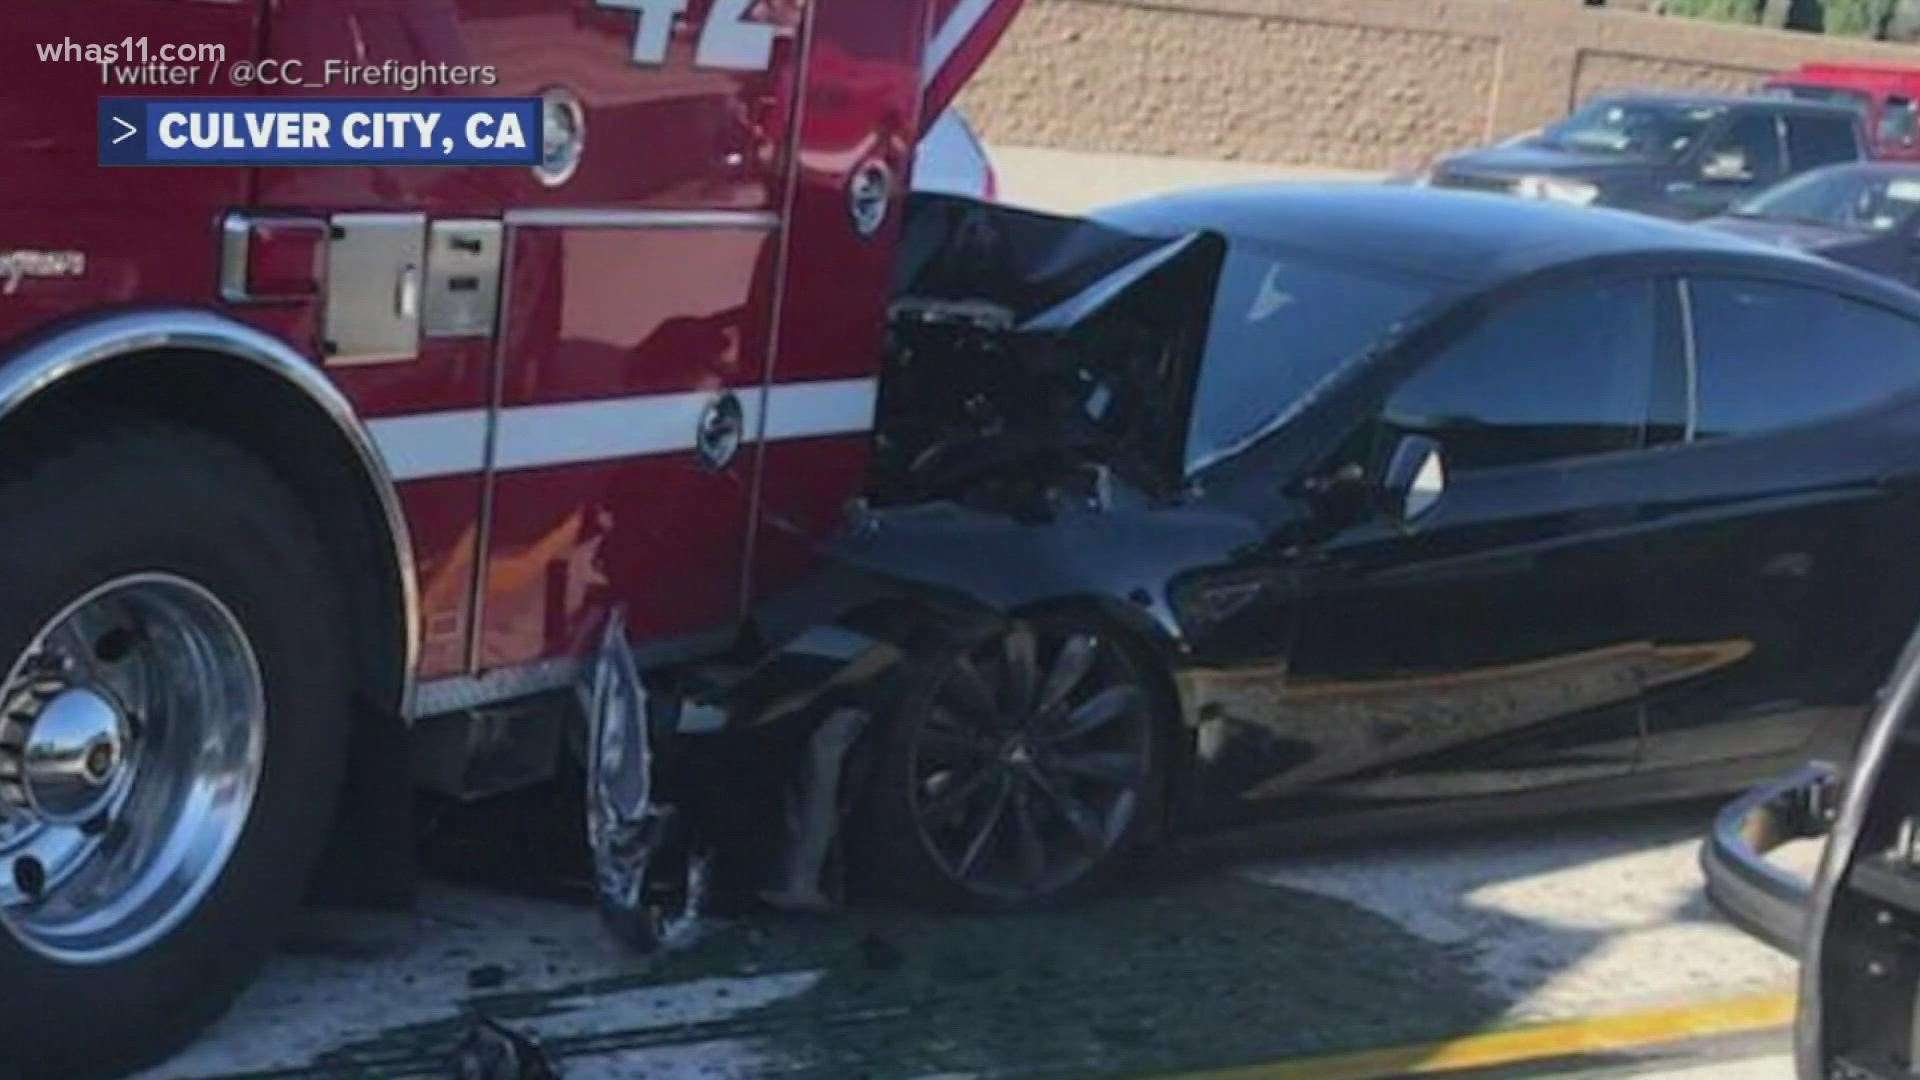 whas11.com
Twitter / @CC_Firefighters
> CULVER CITY, CA
42